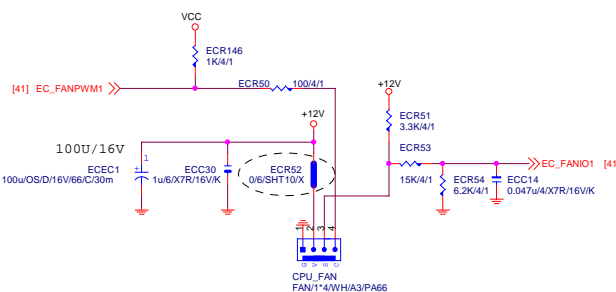 VCC
ECR146
1K/4/1
[41] EC_FANPWM1
ECR50
100/4/1
+12V
ECR51
3.3K/4/1
+12V
100U/16V
ECEC1
100u/OS/D/16V/66/C/30m
1
+
ECC30
1u/6/X7R/16V/K
ECR52
0/6/SHT10/X
ECR53
15K/4/1
EC_FANIO1 [41
ECR54
6.2K/4/1
ECC14
0.047u/4/X7R/16V/K
1 2 3 4
G V S C
CPU_FAN
FAN/1*4/WH/A3/PA66